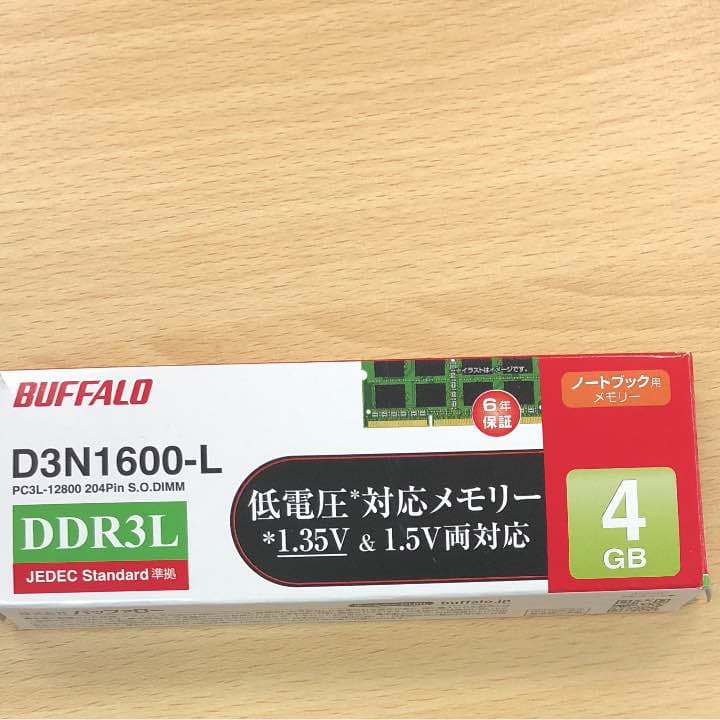 BUFFALO
イラストはイメージです。
6年
保証
ノートブック用
メモリー
D3N1600-L
PC3L-12800 204Pin S.O.DIMM
DDR3L
JEDEC Standard 準拠
低電圧*対応メモリー
*1.35V & 1.5V両対応
4
GB
buffalo.jp